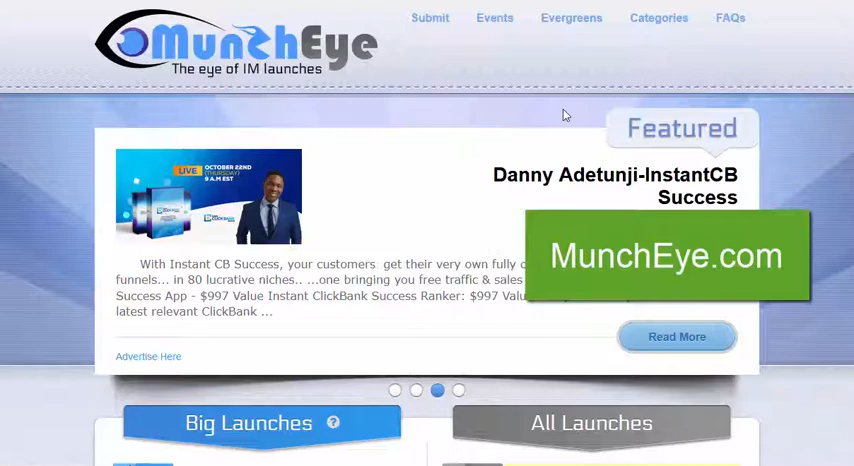 Submit Events Evergreens Categories FAQs
MunchEye
The eye of IM launches
Featured
LIVE OCTOBER 22ND
(THURSDAY)
9 A.M EST
Danny Adetunji-InstantCB
Success
MunchEye.com
With Instant CB Success, your customers get their very own fully
funnels... in 80 lucrative niches.. ...one bringing you free traffic & sales
Success App - $997 Value Instant ClickBank Success Ranker: $997
latest relevant ClickBank ...
Read More
Advertise Here
Big Launches ?
All Launches